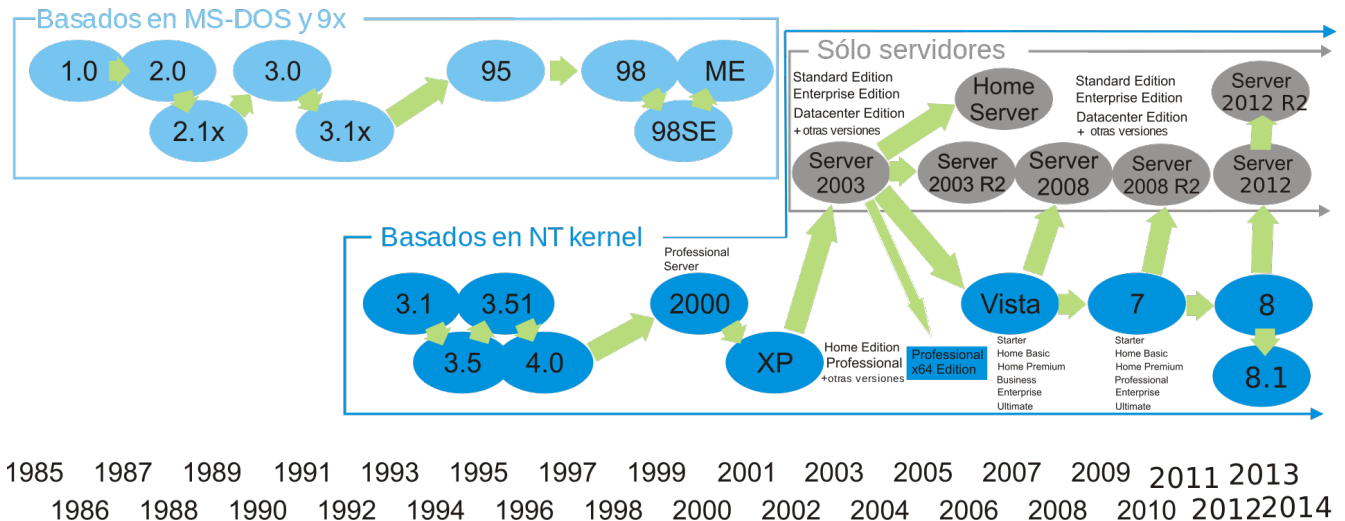 Basados en MS-DOS y 9x
1.0
2.0
3.0
95
98
ME
2.1x
3.1x
98SE
Sólo servidores
Standard Edition
Enterprise Edition
Datacenter Edition
+ otras versiones
Home
Server
Standard Edition
Enterprise Edition
Datacenter Edition
+ otras versiones
Server
2012 R2
Server
2003
Server
2003 R2
Server
2008
Server
2008 R2
Server
2012
Basados en NT kernel
Professional
Server
3.1
3.51
2000
Vista
7
8
3.5
4.0
XP
Home Edition
Professional
+otras versiones
Professional
x64 Edition
Starter
Home Basic
Home Premium
Business
Enterprise
Ultimate
Starter
Home Basic
Home Premium
Professional
Enterprise
Ultimate
8.1
1985 1987 1989 1991 1993 1995 1997 1999 2001 2003 2005 2007 2009 2011 2013
1986 1988 1990 1992 1994 1996 1998 2000 2002 2004 2006 2008 2010 2012 2014